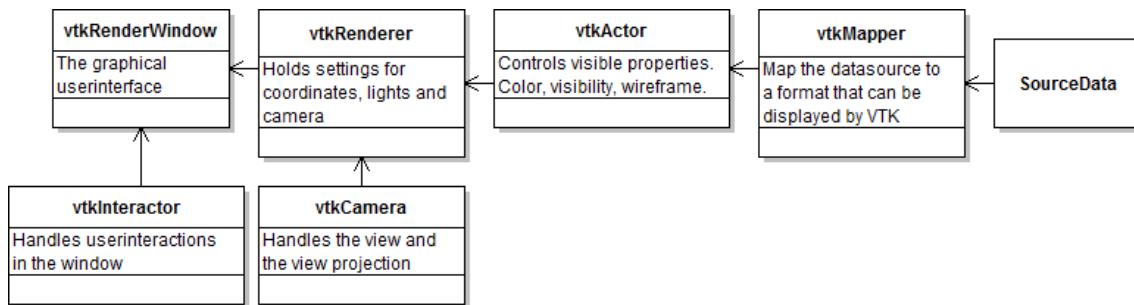 vtkRenderWindow
The graphical
userinterface
vtkRenderer
Holds settings for
coordinates, lights and
camera
vtkActor
Controls visible properties.
Color, visibility, wireframe.
vtkMapper
Map the datasource to
a format that can be
displayed by VTK
SourceData
vtkInteractor
Handles userinteractions
in the window
vtkCamera
Handles the view and
the view projection